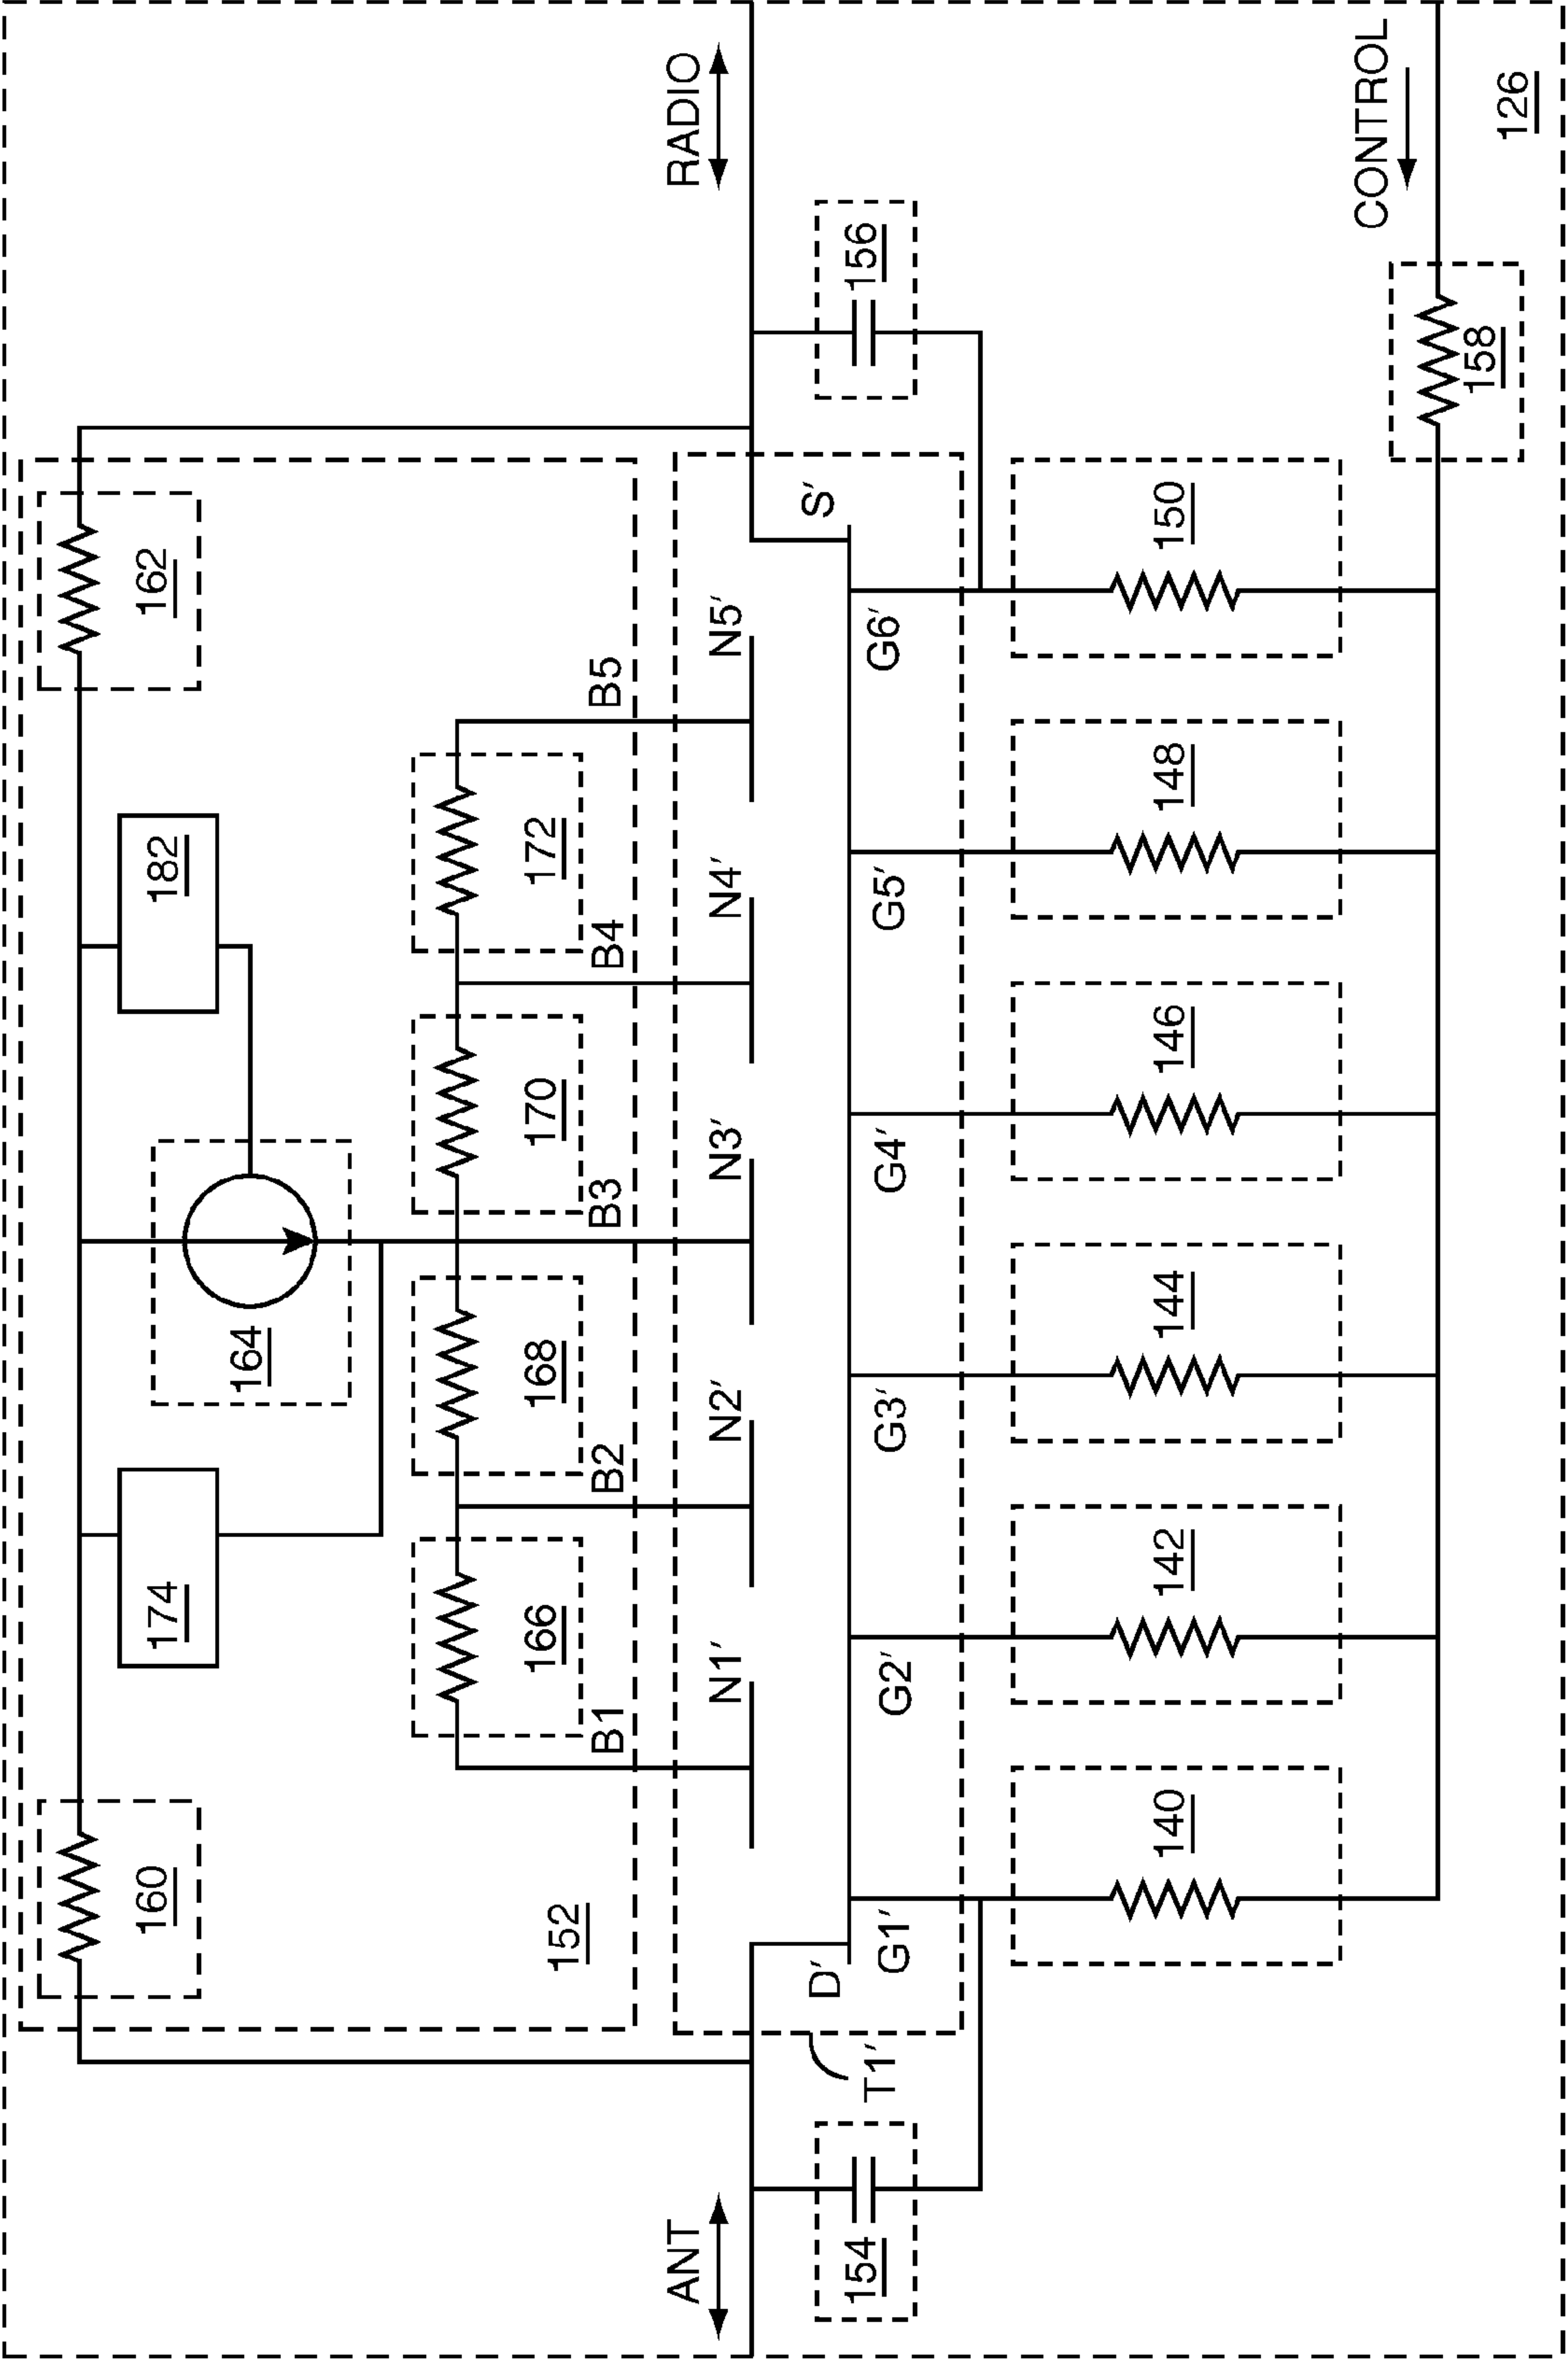 160
162
174
182
164
152
166
168
170
172
B1
B2
B3
B4
B5
ANT
RADIO
N1′
N2′
N3′
N4′
N5′
D′
S′
T1′
154
156
G1′
G2′
G3′
G4′
G5′
G6′
140
142
144
146
148
150
CONTROL
158
126